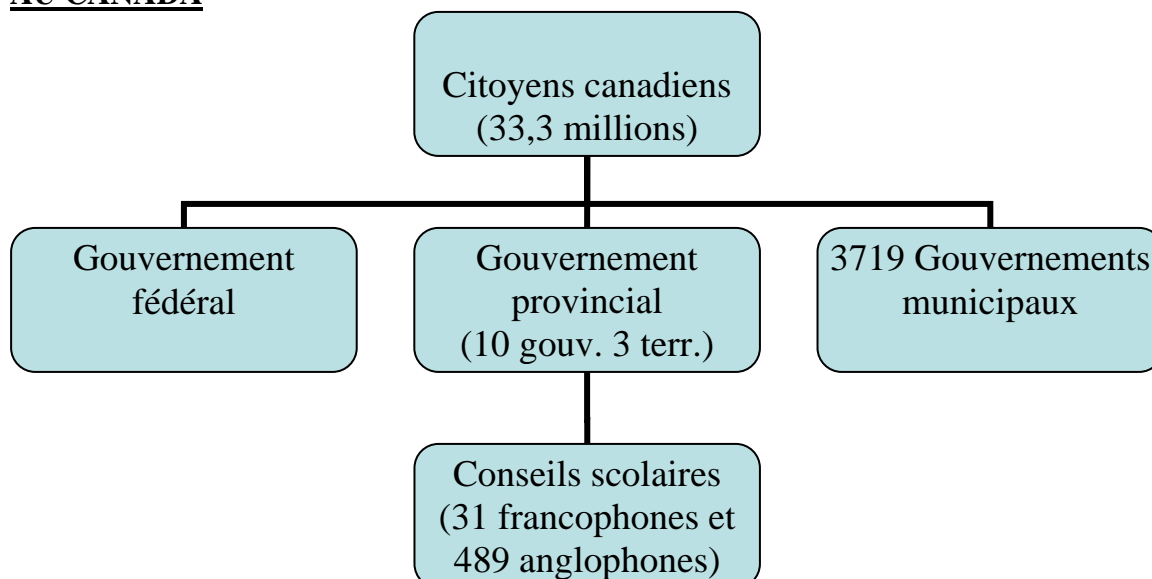 AU CANADA
Citoyens canadiens
(33,3 millions)
Gouvernement
fédéral
Gouvernement
provincial
(10 gouv. 3 terr.)
3719 Gouvernements
municipaux
Conseils scolaires
(31 francophones et
489 anglophones)